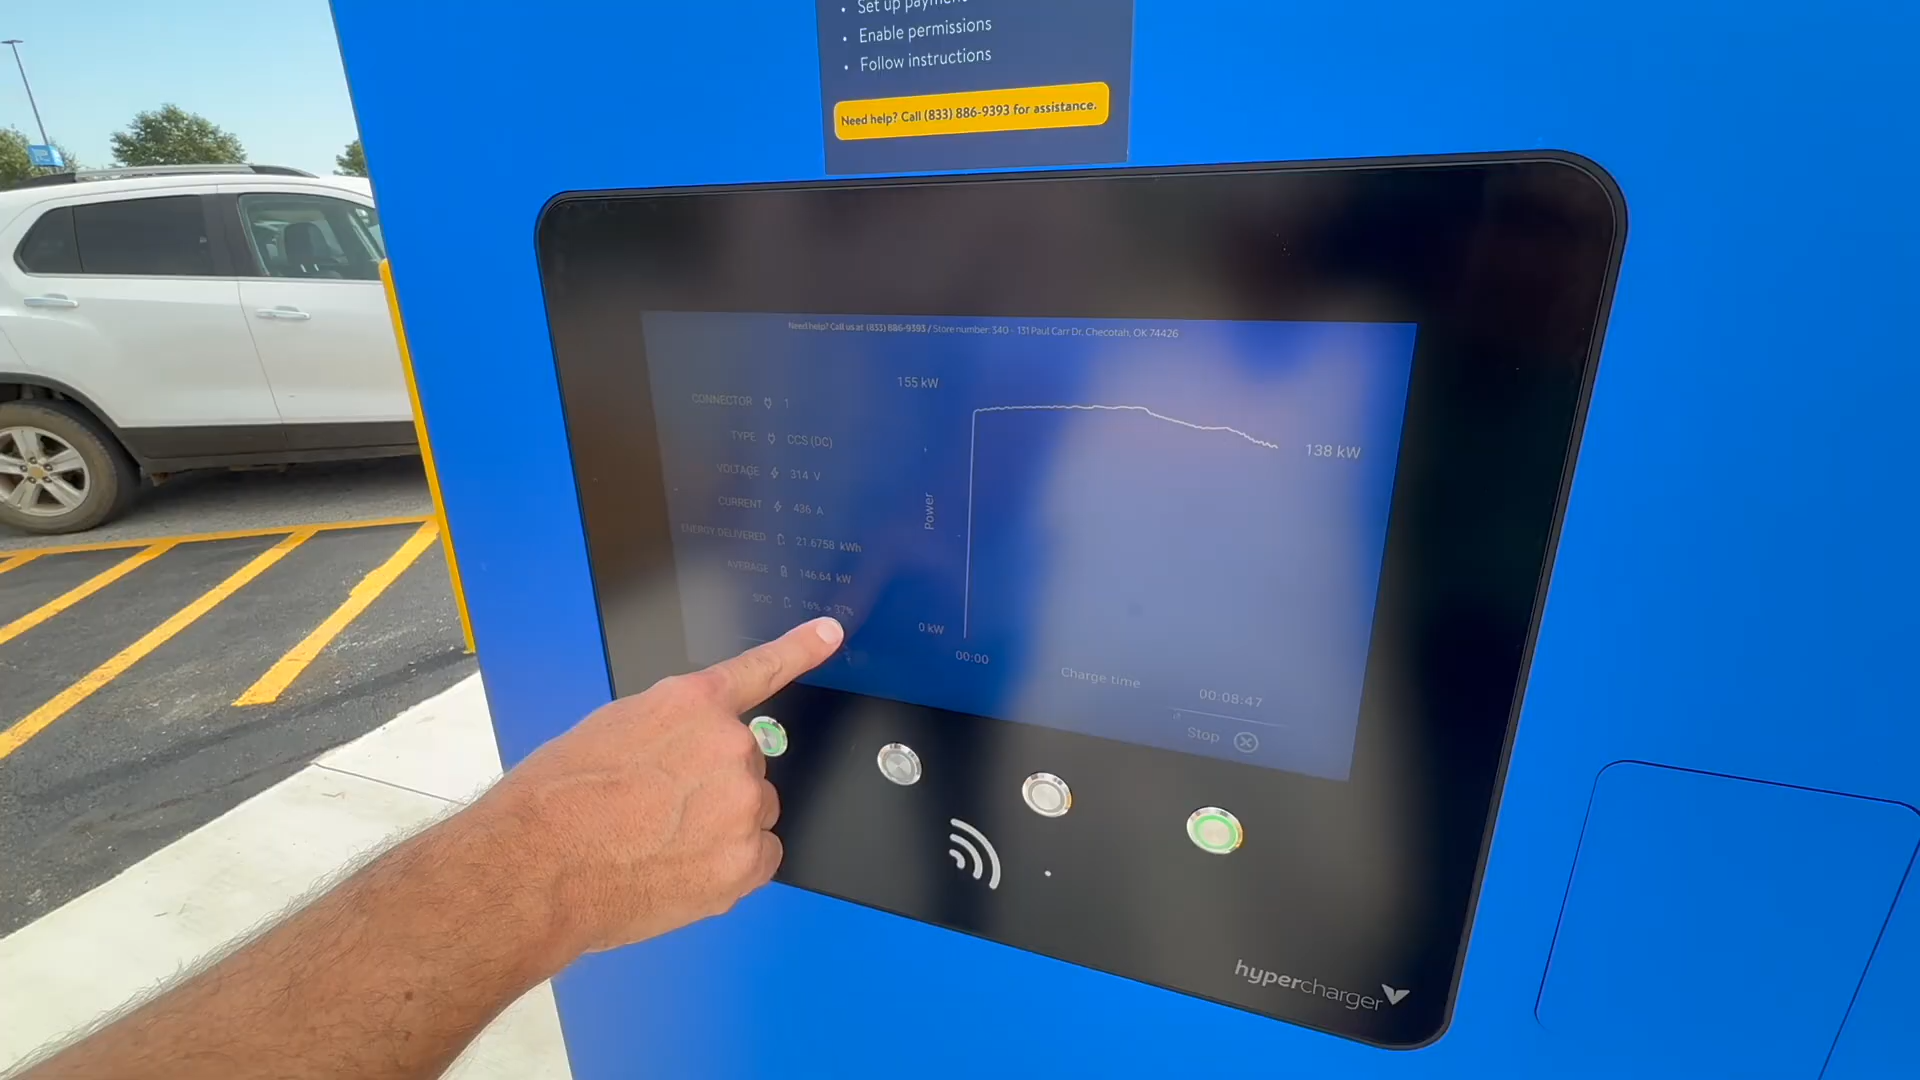 • Set up payment
• Enable permissions
• Follow instructions
Need help? Call (833) 886-9393 for assistance.
Need help? Call us at (833) 886-9393 / Store number: 340 - 131 Paul Carr Dr, Checotah, OK 74426
CONNECTOR 1
TYPE CCS (DC)
VOLTAGE 314 V
CURRENT 436 A
ENERGY DELIVERED 21.6758 kWh
AVERAGE 146.64 kW
SOC 16% -> 37%
155 kW
Power
138 kW
0 kW
00:00
Charge time 00:08:47
Stop
hypercharger